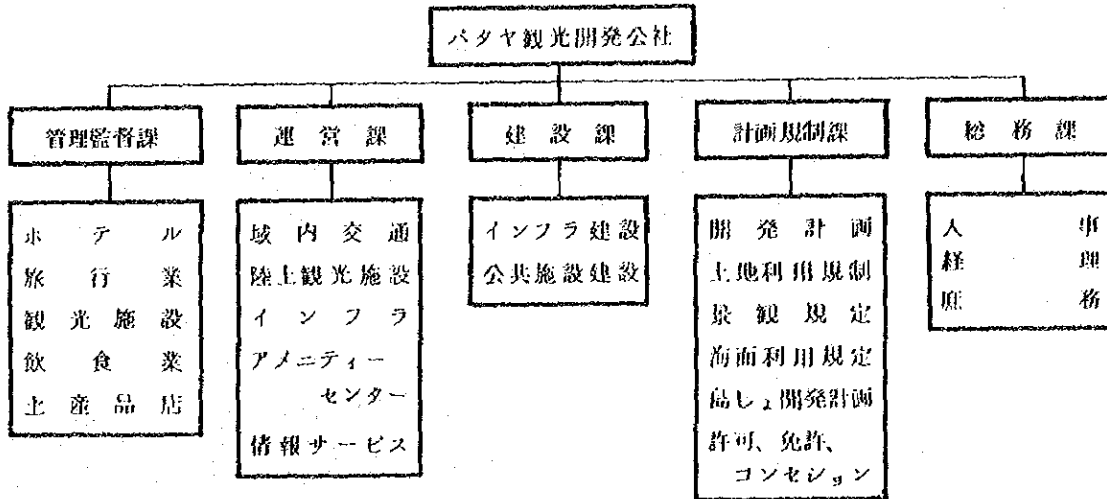 パタヤ観光開発公社
管理監督課
運営課
建設課
計画規制課
総務課
ホテル
旅行業
観光施設
飲食業
土産品店
域内交通
陸上観光施設
インフラ
アメニティー
センター
情報サービス
インフラ建設
公共施設建設
開発計画
土地利用規制
景観規定
海面利用規定
島しょ開発計画
許可、免許、
コンセション
人事
経理
庶務